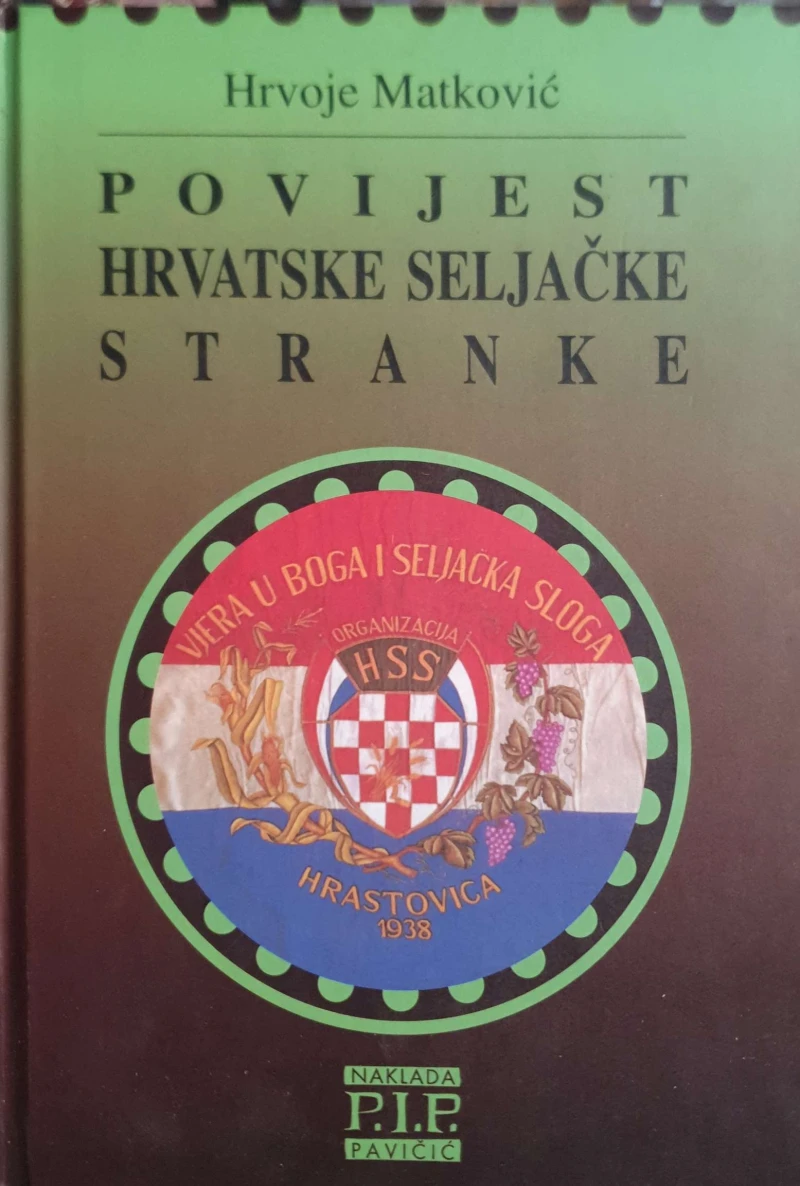 Hrvoje Matković
POVIJEST
HRVATSKE SELJAČKE
STRANKE
VJERA U BOGA I SELJAČKA SLOGA
ORGANIZACIJA
HSS
HRASTOVICA
1938
NAKLADA
P.I.P.
PAVIČIĆ